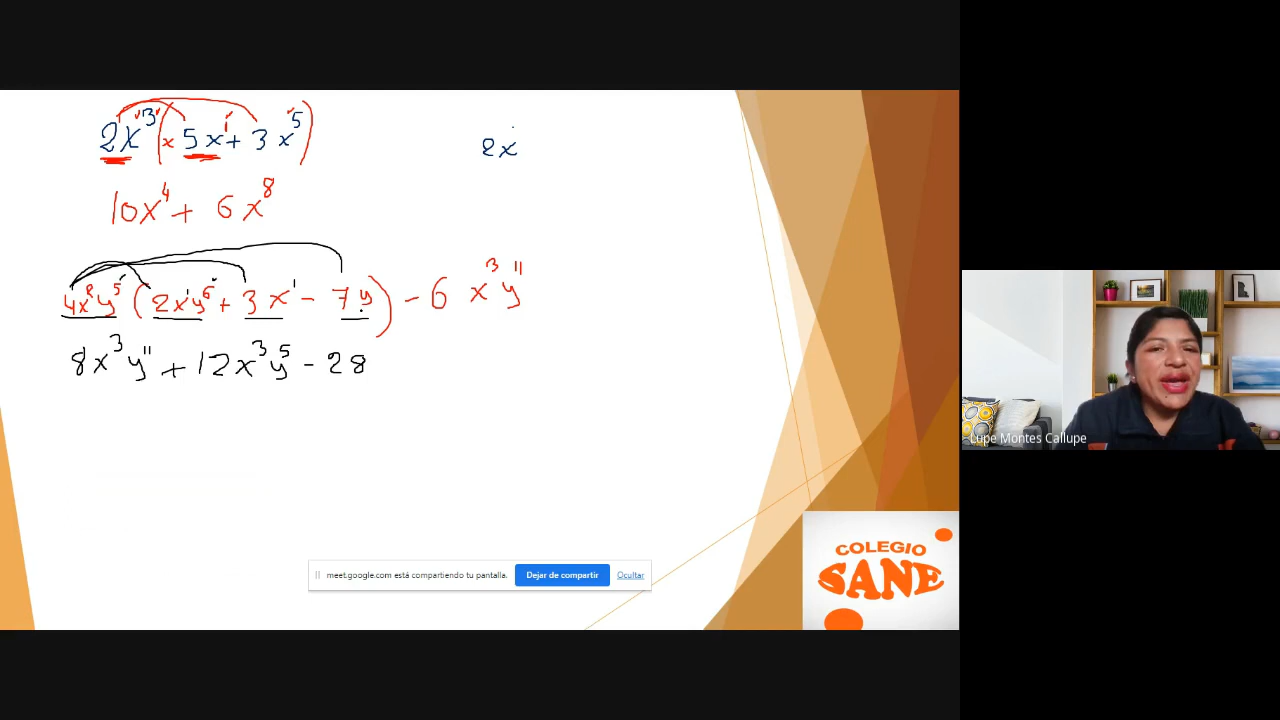 2x³(x 5x¹ + 3x⁵)
2x
10x⁴ + 6x⁸
4x²y⁵(2x¹y⁶ + 3x¹ - 7y) - 6x³y¹¹
8x³y¹¹ + 12x³y⁵ - 28
Lupe Montes Callupe
COLEGIO
SANE
meet.google.com está compartiendo tu pantalla. Dejar de compartir Ocultar